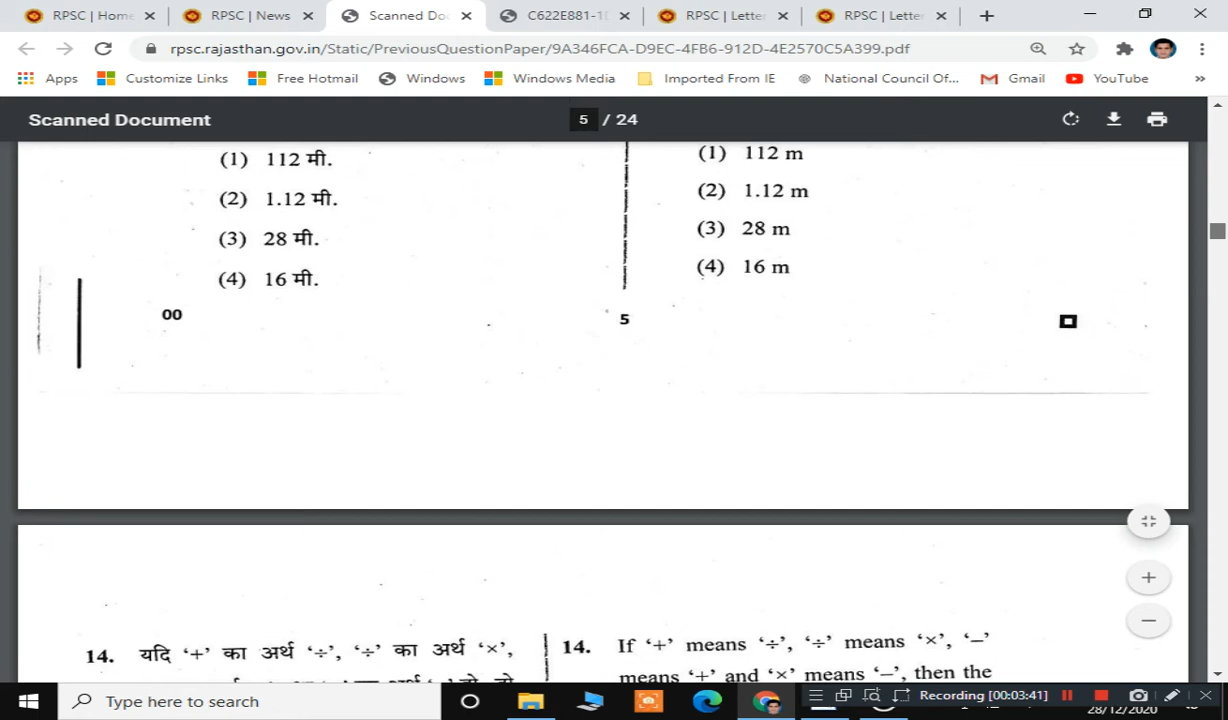 RPSC | Home
RPSC | News
Scanned Do
C622E881-1
RPSC | Letter
RPSC | Letter
rpsc.rajasthan.gov.in/Static/PreviousQuestionPaper/9A346FCA-D9EC-4FB6-912D-4E2570C5A399.pdf
Apps
Customize Links
Free Hotmail
Windows
Windows Media
Imported From IE
National Council Of...
Gmail
YouTube
»
Scanned Document
5 / 24
(1) 112 मी.
(2) 1.12 मी.
(3) 28 मी.
(4) 16 मी.
(1) 112 m
(2) 1.12 m
(3) 28 m
(4) 16 m
00
5
14. यदि ‘+’ का अर्थ ‘÷’, ‘÷’ का अर्थ ‘×’,
14. If ‘+’ means ‘÷’, ‘÷’ means ‘×’, ‘–’
means ‘+’ and ‘×’ means ‘–’, then the
Type here to search
Recording [00:03:41]
28/12/2020